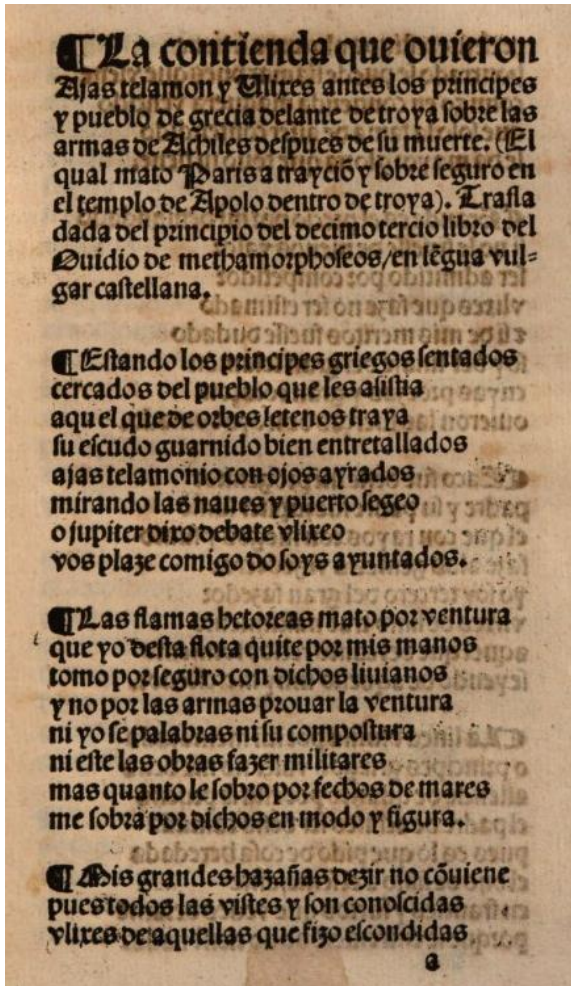 ¶La contienda que ouieron
Ajas telamon y Ulixes antes los principes
y pueblo de grecia delante de troya sobre las
armas de Achiles despues de su muerte. (El
qual mato Paris a trayciō y sobre seguro en
el templo de Apolo dentro de troya). Trasla
dada del principio del decimo tercio libro del
Ouidio de methamorphoseos/en lēgua vul-
gar castellana.
¶Estando los principes griegos sentados
cercados del pueblo que les asistia
aqu el que de orbes setenos traya
su escudo guarnido bien entretallados
ajas telamonio con ojos ayrados
mirando las naues y puerto segeo
o jupiter dixo debate vlixeo
vos plaze comigo do soys ayuntados.
¶Las flamas hetoreas mato por ventura
que yo desta flota quite por mis manos
tomo por seguro con dichos liuianos
y no por las armas prouar la ventura
ni yo se palabras ni su compostura
ni este las obras fazer militares
mas quanto le sobro por fechos de mares
me sobra por dichos en modo y figura.
¶Mis grandes hazañas dezir no cōuiene
pues todos las vistes y son conoscidas
vlixes de aquellas que fizo escondidas
a